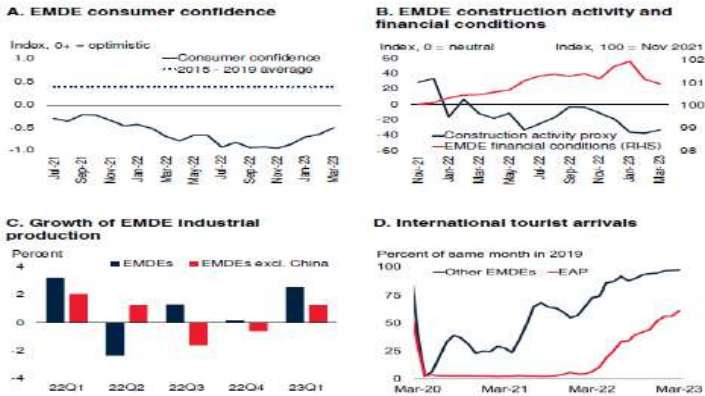 A. EMDE consumer confidence
Index, 0+ = optimistic
1.0
0.5
0.0
-0.5
-1.0
Consumer confidence
2015 - 2019 average
Jul-21
Sep-21
Nov-21
Jan-22
Mar-22
May-22
Jul-22
Sep-22
Nov-22
Jan-23
Mar-23
B. EMDE construction activity and
financial conditions
Index, 0 = neutral
Index, 100 = Nov 2021
60
40
20
0
-20
-40
-60
102
101
100
99
98
Construction activity proxy
EMDE financial conditions (RHS)
Nov-21
Jan-22
Mar-22
May-22
Jul-22
Sep-22
Nov-22
Jan-23
Mar-23
C. Growth of EMDE industrial
production
Percent
4
2
0
-2
-4
EMDEs
EMDEs excl. China
22Q1
22Q2
22Q3
22Q4
23Q1
D. International tourist arrivals
Percent of same month in 2019
100
75
50
25
0
Other EMDEs
EAP
Mar-20
Mar-21
Mar-22
Mar-23